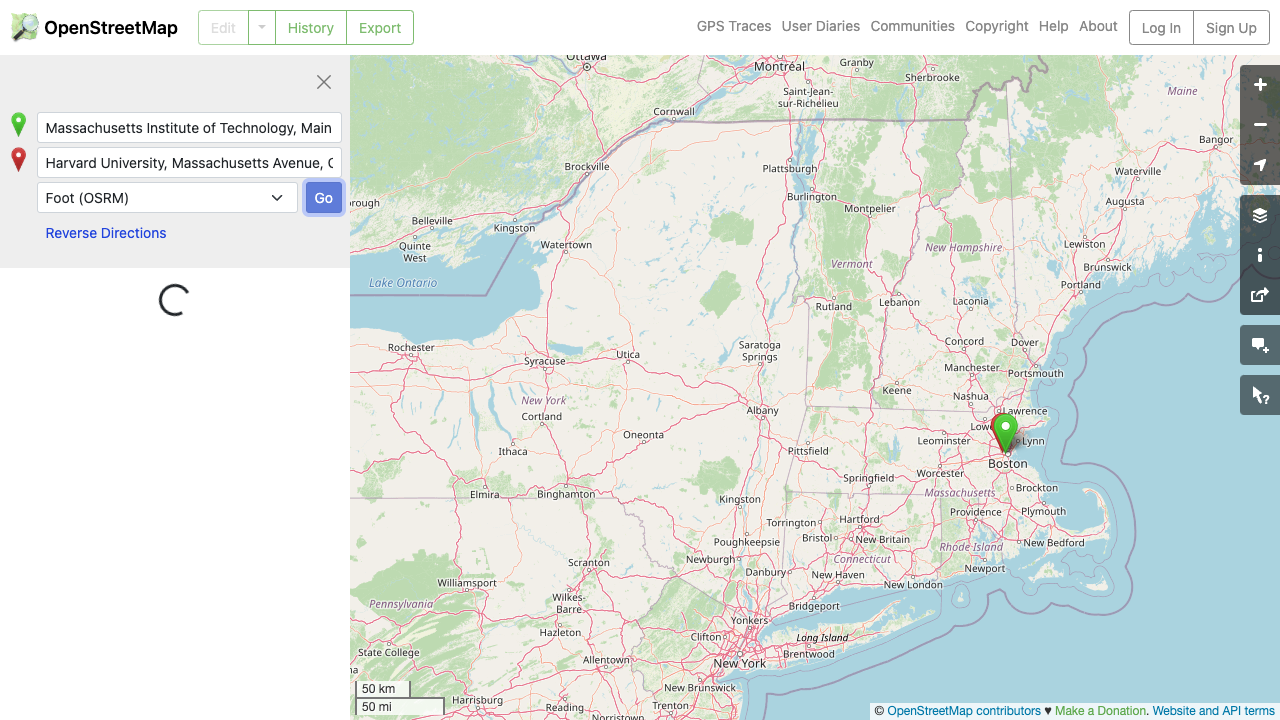 OpenStreetMap
Edit
History
Export
GPS Traces
User Diaries
Communities
Copyright
Help
About
Log In
Sign Up
Massachusetts Institute of Technology, Main
Harvard University, Massachusetts Avenue, C
Foot (OSRM)
Go
Reverse Directions
Ottawa
Montréal
Granby
Sherbrooke
Saint-Jean-
sur-Richelieu
Maine
Cornwall
Bangor
Brockville
Plattsburgh
Burlington
Montpelier
Augusta
Belleville
Kingston
Quinte
West
Watertown
New Hampshire
Lewiston
Brunswick
Vermont
Portland
Lake Ontario
Rutland
Lebanon
Laconia
Rochester
Syracuse
Utica
Saratoga
Springs
Concord
Dover
Manchester
Portsmouth
Keene
Nashua
New York
Cortland
Albany
Lawrence
Oneonta
Leominster
Lynn
Ithaca
Pittsfield
Boston
Worcester
Springfield
Elmira
Binghamton
Kingston
Massachusetts
Brockton
Torrington
Hartford
Providence
Plymouth
Poughkeepsie
Bristol
New Britain
Rhode Island
New Bedford
Newburgh
Connecticut
Scranton
Danbury
New Haven
Newport
Williamsport
New London
Wilkes-
Barre
Bridgeport
Pennsylvania
Yonkers
Hazleton
Clifton
Long Island
State College
Brentwood
Allentown
New York
New Brunswick
Harrisburg
Reading
Trenton
Norristown
50 km
50 mi
© OpenStreetMap contributors ♥ Make a Donation. Website and API terms